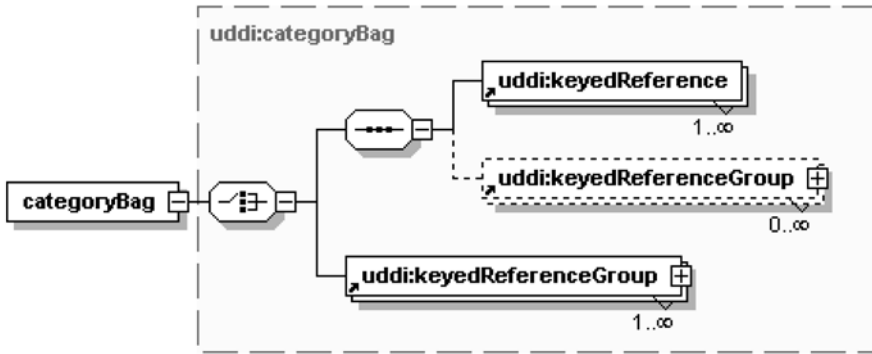 uddi:categoryBag
uddi:keyedReference
1..∞
uddi:keyedReferenceGroup
0..∞
categoryBag
uddi:keyedReferenceGroup
1..∞